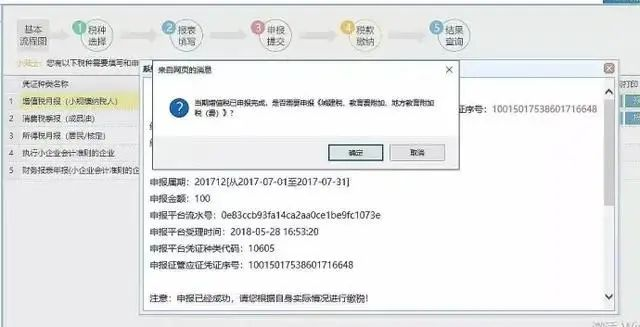 基本
流程图
1
税种
选择
2
报表
填写
3
申报
提交
4
税款
缴纳
5
结果
查询
您有以下税种需要填写和申
凭证种类名称
1 增值税月报（小规模纳税人）
2 消费税季报（成品油）
3 所得税月报（居民/核定）
4 执行小企业会计准则的企业
5 财务报表年报(小企业会计准则的企业
来自网页的消息
当期增值税已申报完成，是否需要申报《城建税、教育费附加、地方教育附加
税（费）》？
确定
取消
证序号：10015017538601716648
打印
申报属期：201712[从2017-07-01至2017-07-31]
申报金额：100
申报平台流水号：0e83ccb93fa14ca2aa0ce1be9fc1073e
申报平台受理时间：2018-05-28 16:53:20
申报平台凭证种类代码：10605
申报征管应征凭证序号：10015017538601716648
注意：申报已经成功，请您根据自身实际情况进行缴税！
激活 Wi